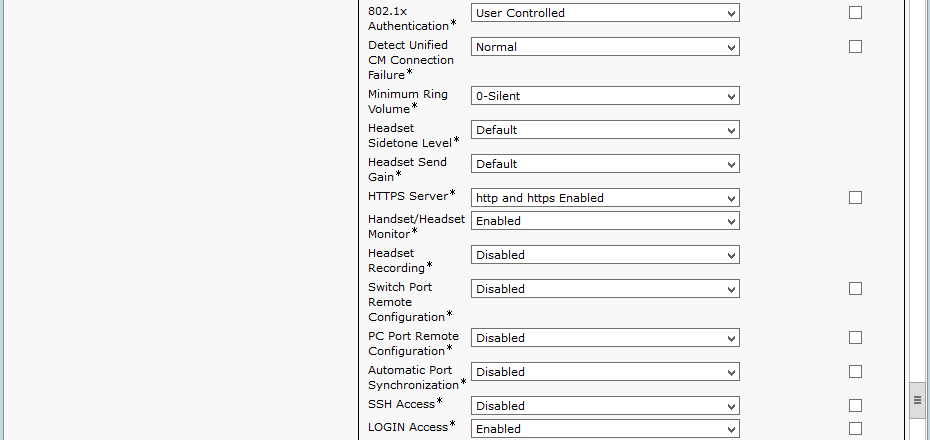 802.1x
Authentication*
User Controlled
Detect Unified
CM Connection
Failure*
Normal
Minimum Ring
Volume*
0-Silent
Headset
Sidetone Level*
Default
Headset Send
Gain*
Default
HTTPS Server*
http and https Enabled
Handset/Headset
Monitor*
Enabled
Headset
Recording*
Disabled
Switch Port
Remote
Configuration*
Disabled
PC Port Remote
Configuration*
Disabled
Automatic Port
Synchronization*
Disabled
SSH Access*
Disabled
LOGIN Access*
Enabled